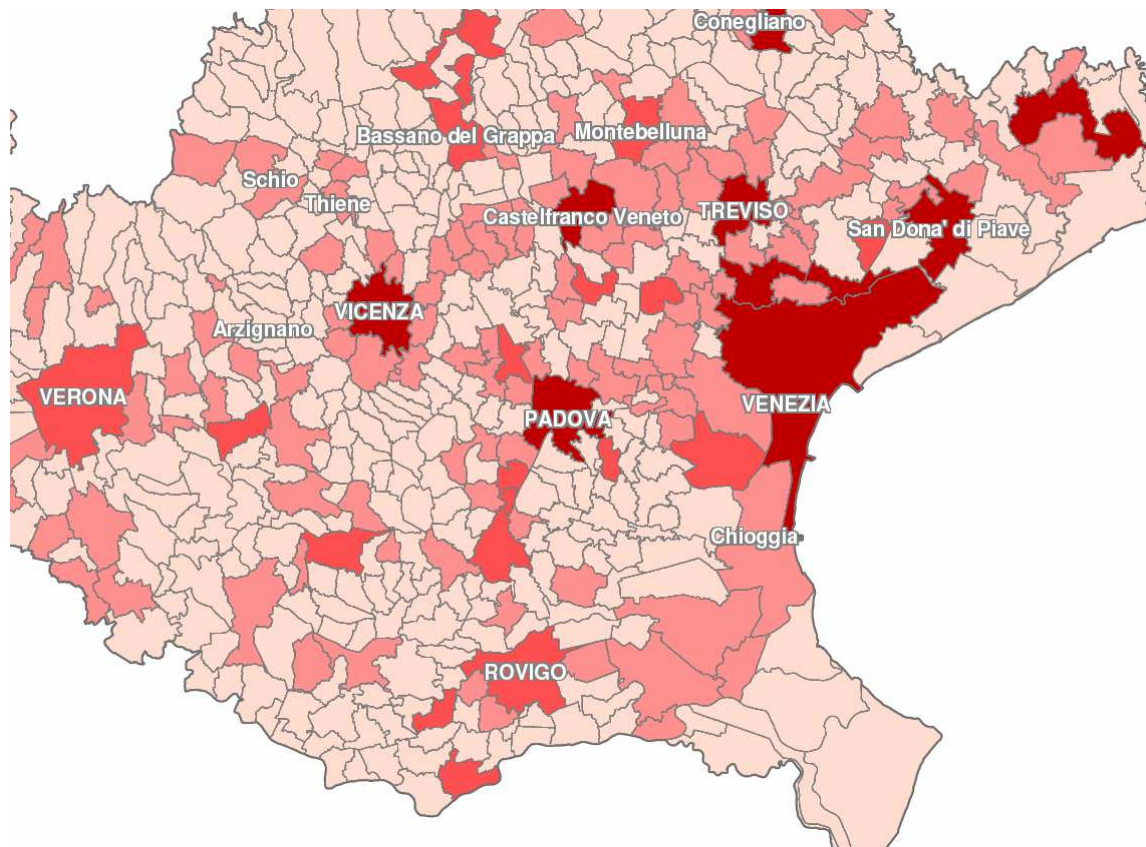 Conegliano
Bassano del Grappa
Montebelluna
Schio
Thiene
Castelfranco Veneto
TREVISO
San Dona' di Piave
VICENZA
Arzignano
VERONA
PADOVA
VENEZIA
Chioggia
ROVIGO